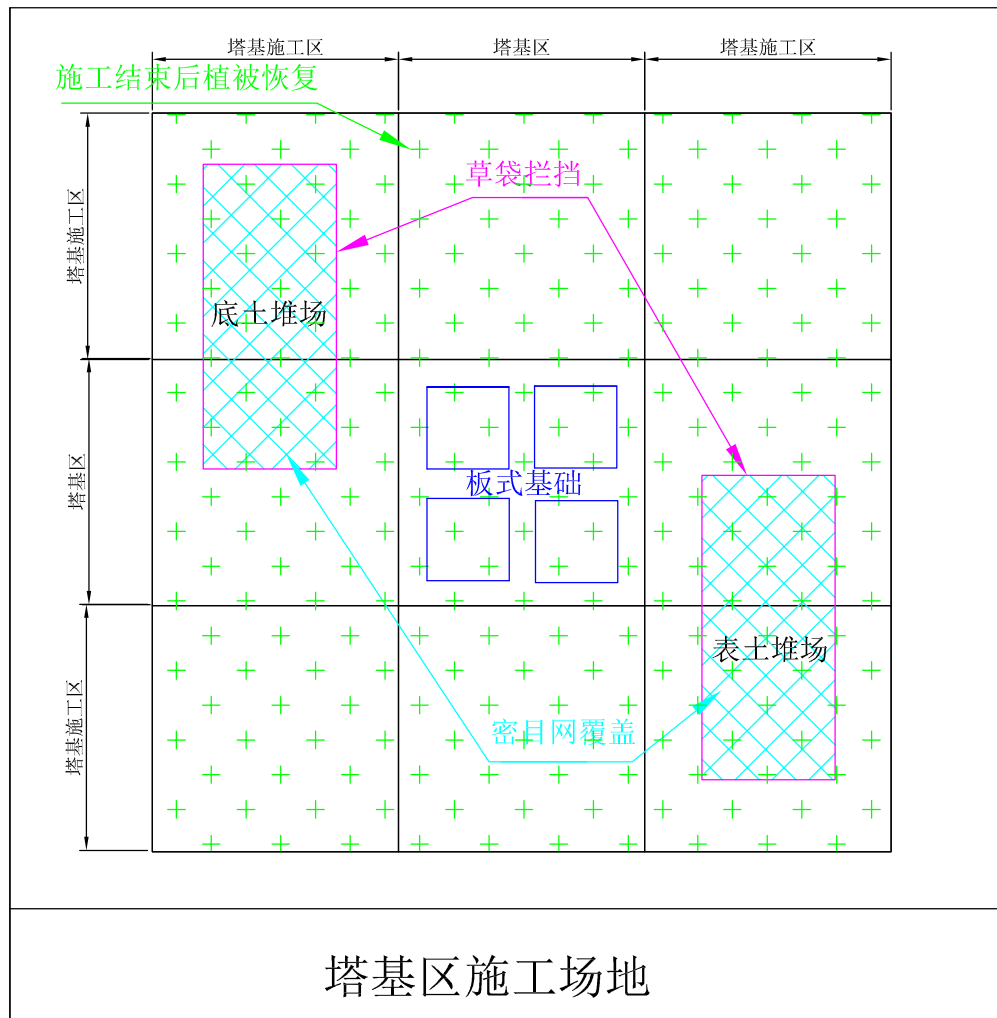 塔基施工区
塔基区
塔基施工区
施工结束后植被恢复
草袋拦挡
塔基施工区
底土堆场
塔基区
板式基础
表土堆场
塔基施工区
密目网覆盖
塔基区施工场地